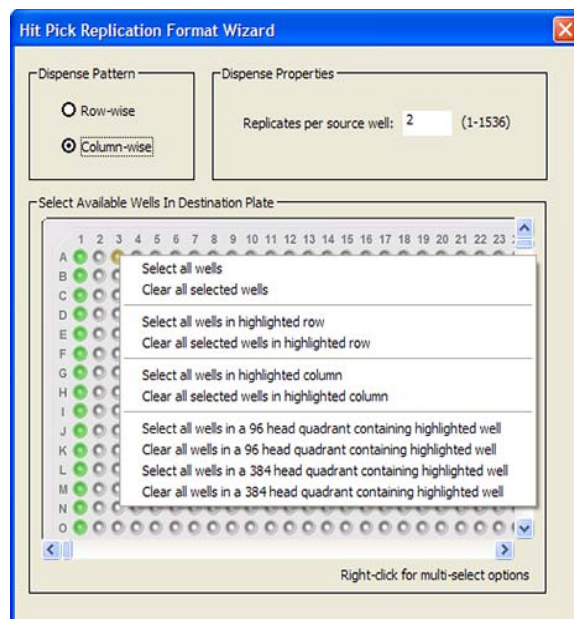 Hit Pick Replication Format Wizard
Dispense Pattern
Row-wise
Column-wise
Dispense Properties
Replicates per source well: 2 (1-1536)
Select Available Wells In Destination Plate
1 2 3 4 5 6 7 8 9 10 11 12 13 14 15 16 17 18 19 20 21 22 23
A
B
C
D
E
F
G
H
I
J
K
L
M
N
O
Select all wells
Clear all selected wells
Select all wells in highlighted row
Clear all selected wells in highlighted row
Select all wells in highlighted column
Clear all selected wells in highlighted column
Select all wells in a 96 head quadrant containing highlighted well
Clear all wells in a 96 head quadrant containing highlighted well
Select all wells in a 384 head quadrant containing highlighted well
Clear all wells in a 384 head quadrant containing highlighted well
Right-click for multi-select options